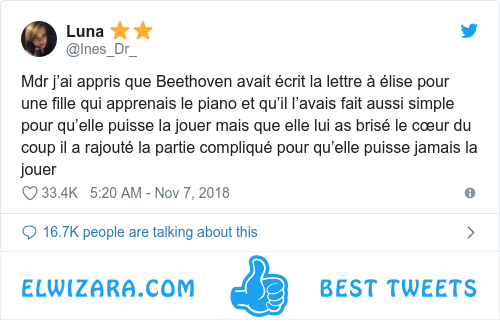 Luna ⭐⭐
@Ines_Dr_
Mdr j’ai appris que Beethoven avait écrit la lettre à élise pour
une fille qui apprenais le piano et qu’il l’avais fait aussi simple
pour qu’elle puisse la jouer mais que elle lui as brisé le cœur du
coup il a rajouté la partie compliqué pour qu’elle puisse jamais la
jouer
33.4K 5:20 AM - Nov 7, 2018
16.7K people are talking about this
ELWIZARA.COM BEST TWEETS